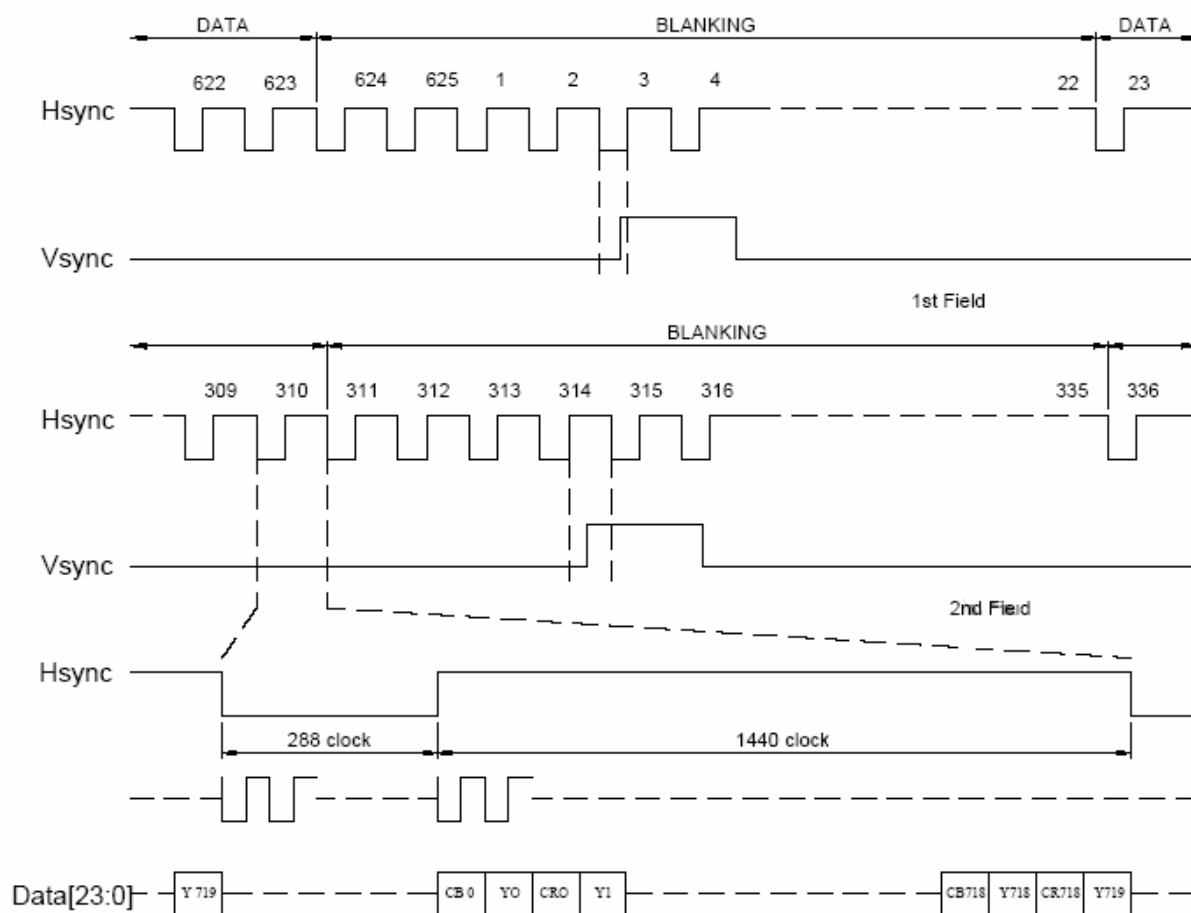 DATA BLANKING DATA
622 623 624 625 1 2 3 4 22 23
Hsync
Vsync
1st Field
BLANKING
309 310 311 312 313 314 315 316 335 336
Hsync
Vsync
2nd Field
Hsync
288 clock 1440 clock
Data[23:0] Y 719 CB 0 Y0 CR0 Y1 CB718 Y718 CR718 Y719